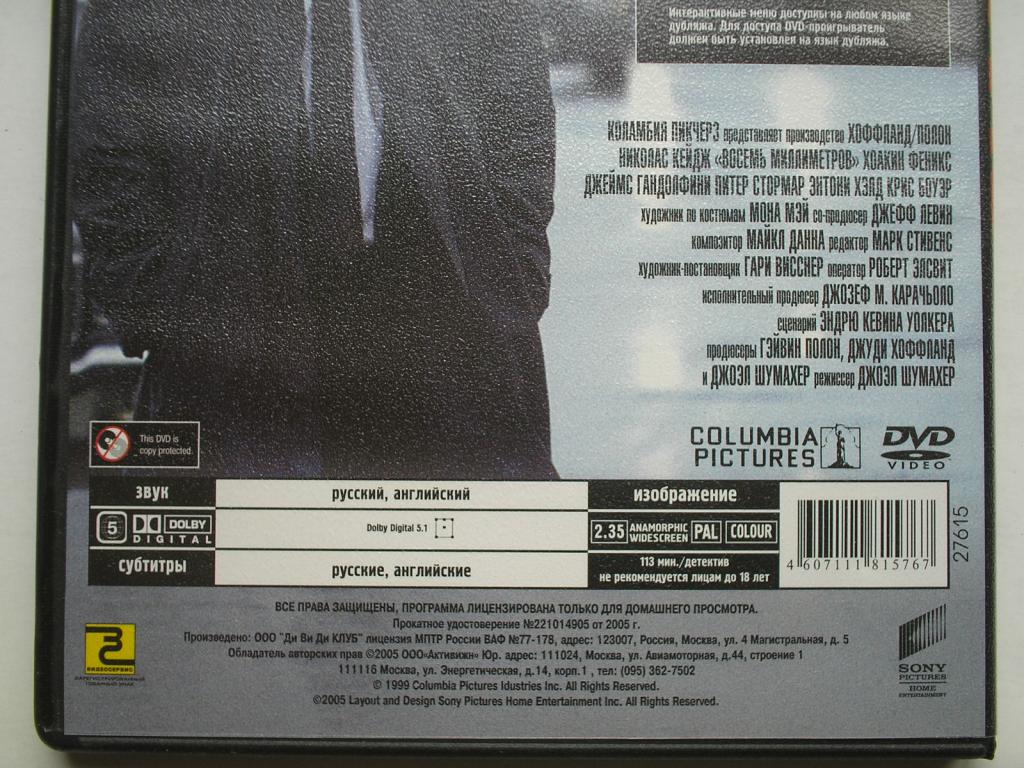 Интерактивные меню доступны на любом языке
дубляжа. Для доступа DVD-проигрыватель
должен быть установлен на язык дубляжа.
КОЛАМБИЯ ПИКЧЕРЗ представляет производство ХОФФЛАНД/ПОЛОН
НИКОЛАС КЕЙДЖ «ВОСЕМЬ МИЛЛИМЕТРОВ» ХОАКИН ФЕНИКС
ДЖЕЙМС ГАНДОЛФИНИ ПИТЕР СТОРМАР ЭНТОНИ ХЭЛД КРИС БОУЭР
художник по костюмам МОНА МЭЙ со-продюсер ДЖЕФФ ЛЕВИН
композитор МАЙКЛ ДАННА редактор МАРК СТИВЕНС
художник-постановщик ГАРИ ВИССНЕР оператор РОБЕРТ ЭЛСВИТ
исполнительный продюсер ДЖОЗЕФ М. КАРАЧЬОЛО
сценарий ЭНДРЮ КЕВИНА УОЛКЕРА
продюсеры ГЭЙВИН ПОЛОН, ДЖУДИ ХОФФЛАНД
и ДЖОЭЛ ШУМАХЕР режиссер ДЖОЭЛ ШУМАХЕР
This DVD is
copy protected.
COLUMBIA
PICTURES
DVD
VIDEO
звук
русский, английский
изображение
5 DOLBY
DIGITAL
Dolby Digital 5.1
2.35 ANAMORPHIC
WIDESCREEN PAL COLOUR
субтитры
русские, английские
113 мин./детектив
не рекомендуется лицам до 18 лет
4 607111 815767
27615
ВСЕ ПРАВА ЗАЩИЩЕНЫ, ПРОГРАММА ЛИЦЕНЗИРОВАНА ТОЛЬКО ДЛЯ ДОМАШНЕГО ПРОСМОТРА.
Прокатное удостоверение №221014905 от 2005 г.
Произведено: ООО "Ди Ви Ди КЛУБ" лицензия МПТР России ВАФ №77-178, адрес: 123007, Россия, Москва, ул. 4 Магистральная, д. 5
Обладатель авторских прав ©2005 ООО«Активижн» Юр. адрес: 111024, Москва, ул. Авиамоторная, д.44, строение 1
111116 Москва, ул. Энергетическая, д.14, корп.1 , тел: (095) 362-7502
© 1999 Columbia Pictures Idustries Inc. All Rights Reserved.
©2005 Layout and Design Sony Pictures Home Entertainment Inc. All Rights Reserved.
ВИДЕОСЕРВИС
ЗАРЕГИСТРИРОВАННЫЙ
ТОВАРНЫЙ ЗНАК
SONY
PICTURES
HOME
ENTERTAINMENT